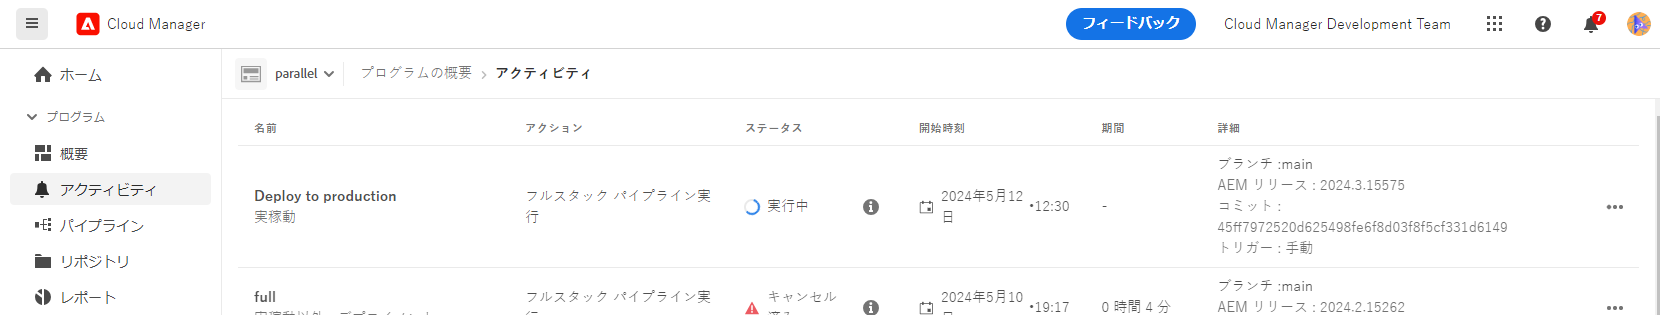 Cloud Manager
フィードバック
Cloud Manager Development Team
7
ホーム
プログラム
概要
アクティビティ
パイプライン
リポジトリ
レポート
parallel
プログラムの概要 > アクティビティ
名前 アクション ステータス 開始時刻 期間 詳細
Deploy to production
実稼動
フルスタック パイプライン実
行
実行中
2024年5月12
日
•12:30
-
ブランチ :main
AEM リリース : 2024.3.15575
コミット :
45ff7972520d625498fe6f8d03f8f5cf331d6149
トリガー : 手動
full
フルスタック パイプライン実
行
キャンセル
2024年5月10
日
•19:17
0 時間 4 分
ブランチ :main
AEM リリース : 2024.2.15262